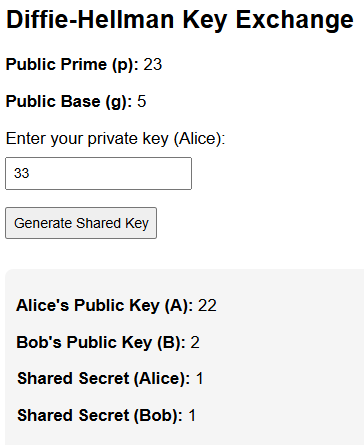 Diffie-Hellman Key Exchange
Public Prime (p): 23
Public Base (g): 5
Enter your private key (Alice):
33
Generate Shared Key
Alice's Public Key (A): 22
Bob's Public Key (B): 2
Shared Secret (Alice): 1
Shared Secret (Bob): 1